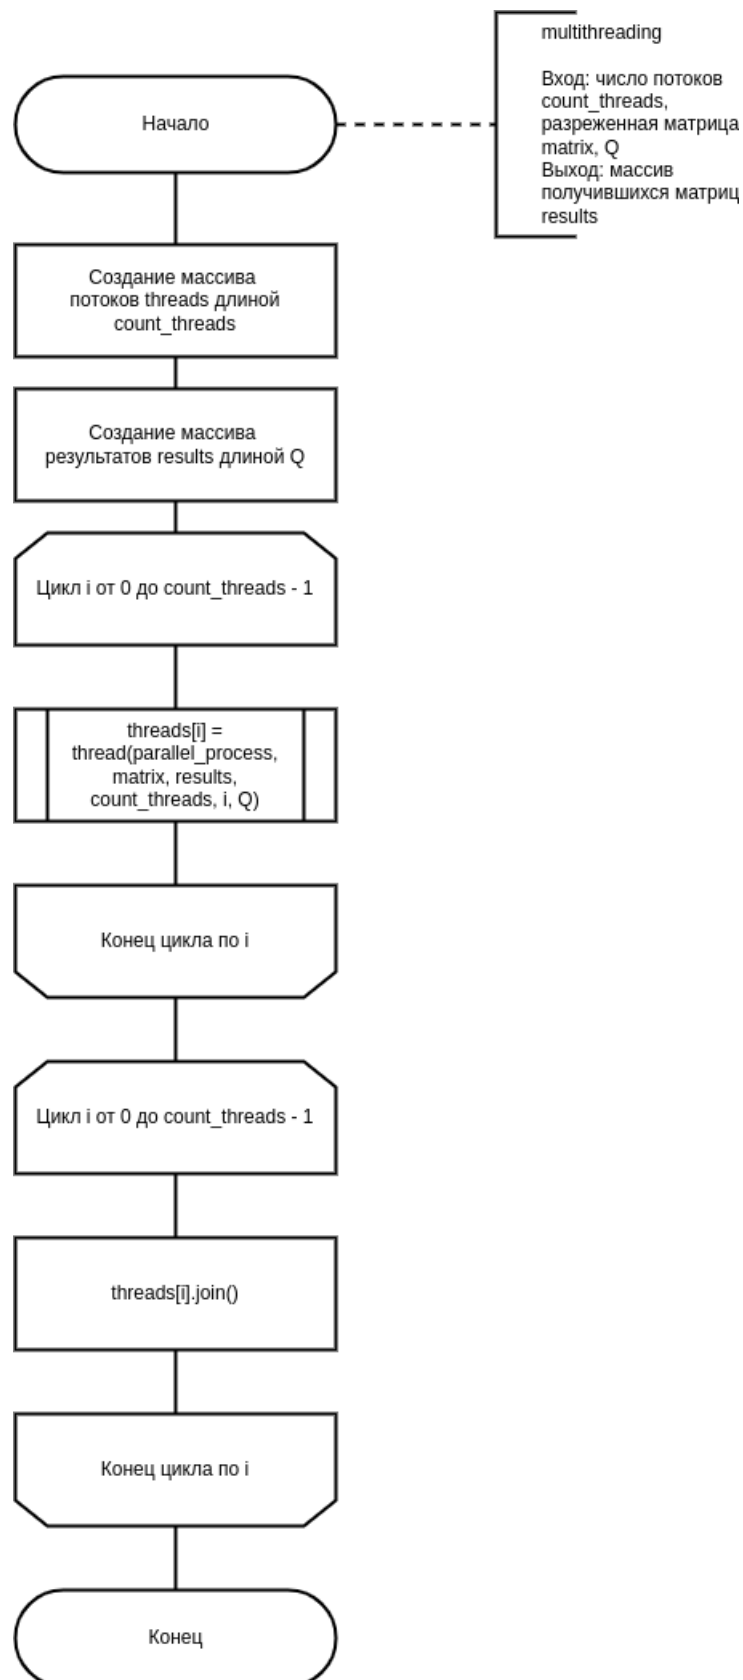 multithreading
Вход: число потоков
count_threads,
разреженная матрица
matrix, Q
Выход: массив
получившихся матриц
results
Начало
Создание массива
потоков threads длиной
count_threads
Создание массива
результатов results длиной Q
Цикл i от 0 до count_threads - 1
threads[i] =
thread(parallel_process,
matrix, results,
count_threads, i, Q)
Конец цикла по i
Цикл i от 0 до count_threads - 1
threads[i].join()
Конец цикла по i
Конец